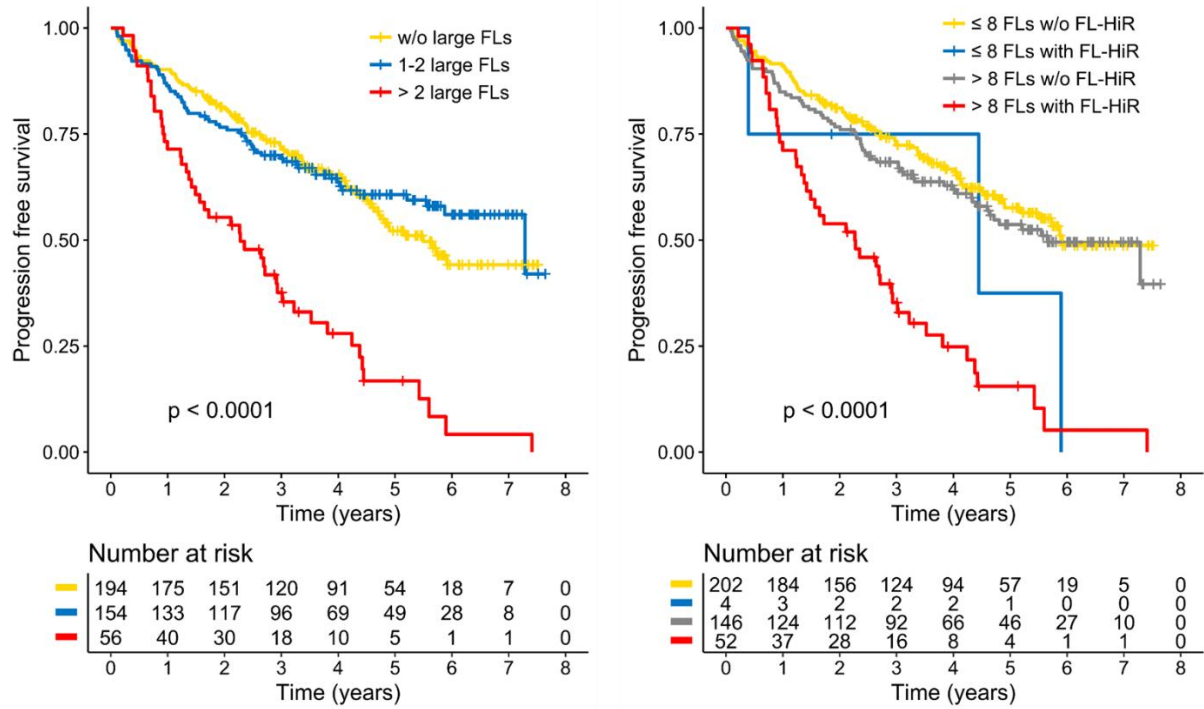 Progression free survival
1.00
0.75
0.50
0.25
0.00
w/o large FLs
1-2 large FLs
> 2 large FLs
p < 0.0001
0 1 2 3 4 5 6 7 8
Time (years)
Number at risk
194 175 151 120 91 54 18 7 0
154 133 117 96 69 49 28 8 0
56 40 30 18 10 5 1 1 0
0 1 2 3 4 5 6 7 8
Time (years)
Progression free survival
1.00
0.75
0.50
0.25
0.00
≤ 8 FLs w/o FL-HiR
≤ 8 FLs with FL-HiR
> 8 FLs w/o FL-HiR
> 8 FLs with FL-HiR
p < 0.0001
0 1 2 3 4 5 6 7 8
Time (years)
Number at risk
202 184 156 124 94 57 19 5 0
4 3 2 2 2 1 0 0 0
146 124 112 92 66 46 27 10 0
52 37 28 16 8 4 1 1 0
0 1 2 3 4 5 6 7 8
Time (years)